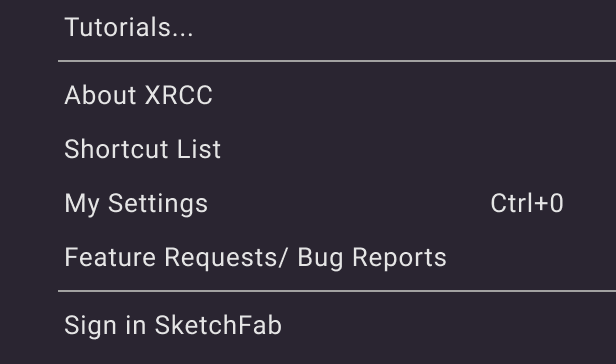 Tutorials...
About XRCC
Shortcut List
My Settings Ctrl+0
Feature Requests/ Bug Reports
Sign in SketchFab